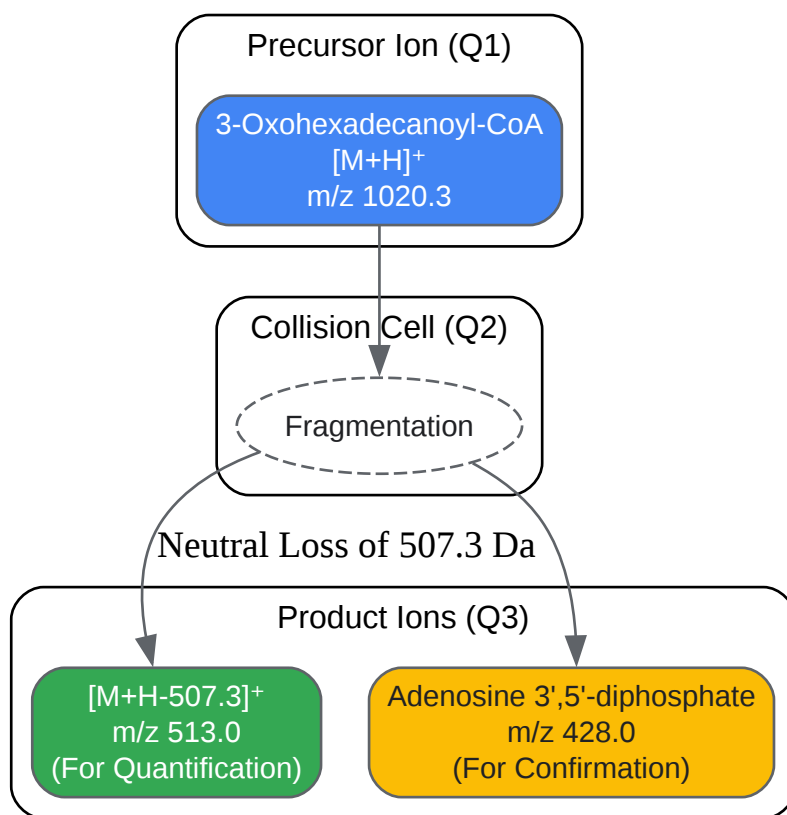 Precursor Ion (Q1)
3-Oxohexadecanoyl-CoA
[M+H]⁺
m/z 1020.3
Collision Cell (Q2)
Fragmentation
Neutral Loss of 507.3 Da
Product Ions (Q3)
[M+H-507.3]⁺
m/z 513.0
(For Quantification)
Adenosine 3',5'-diphosphate
m/z 428.0
(For Confirmation)